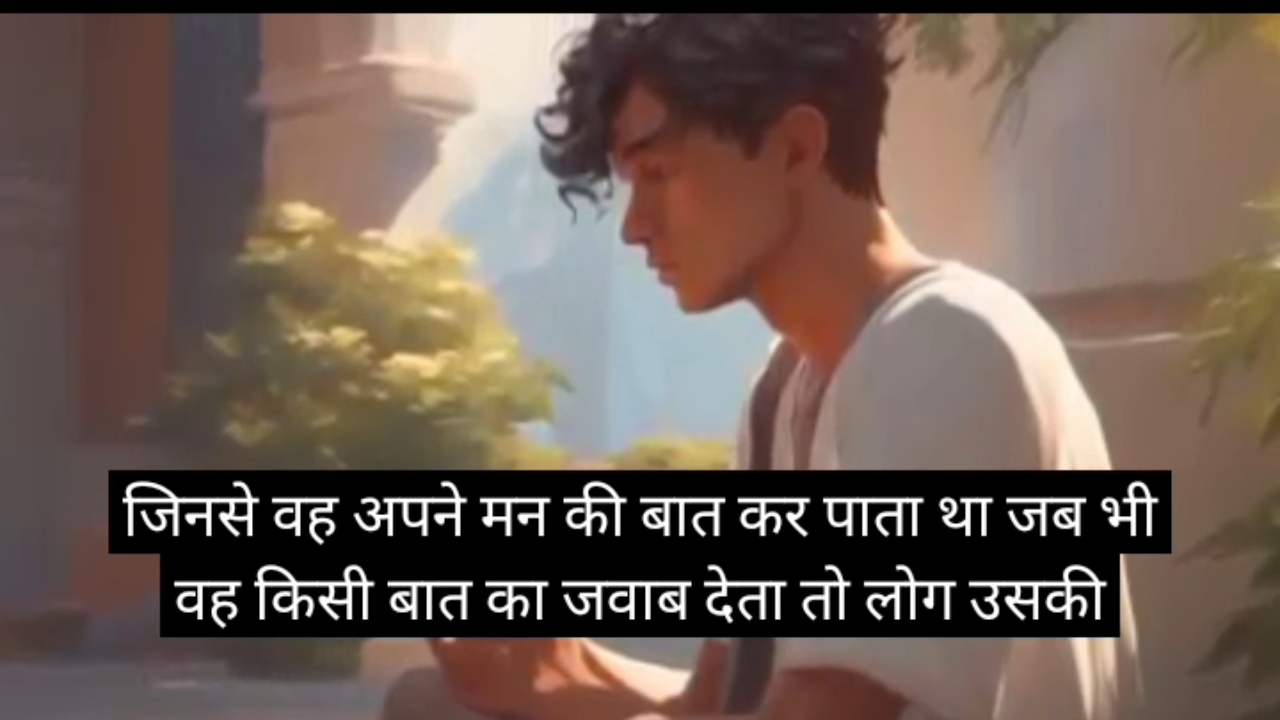 जिनसे वह अपने मन की बात कर पाता था जब भी
वह किसी बात का जवाब देता तो लोग उसकी